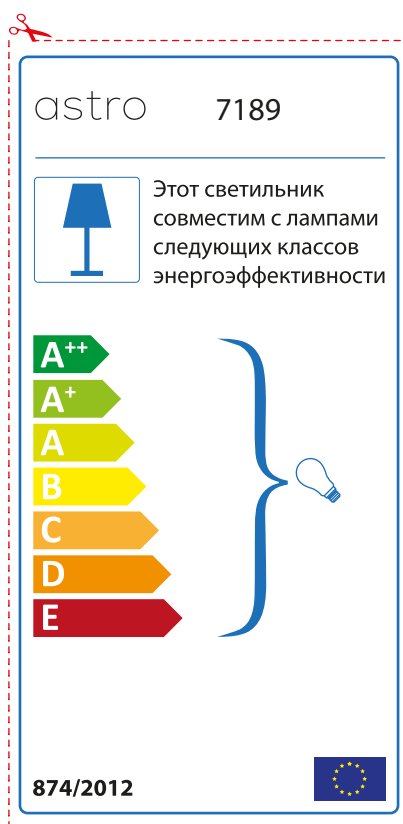 astro 7189
Этот светильник
совместим с лампами
следующих классов
энергоэффективности
A++
A+
A
B
C
D
E
874/2012